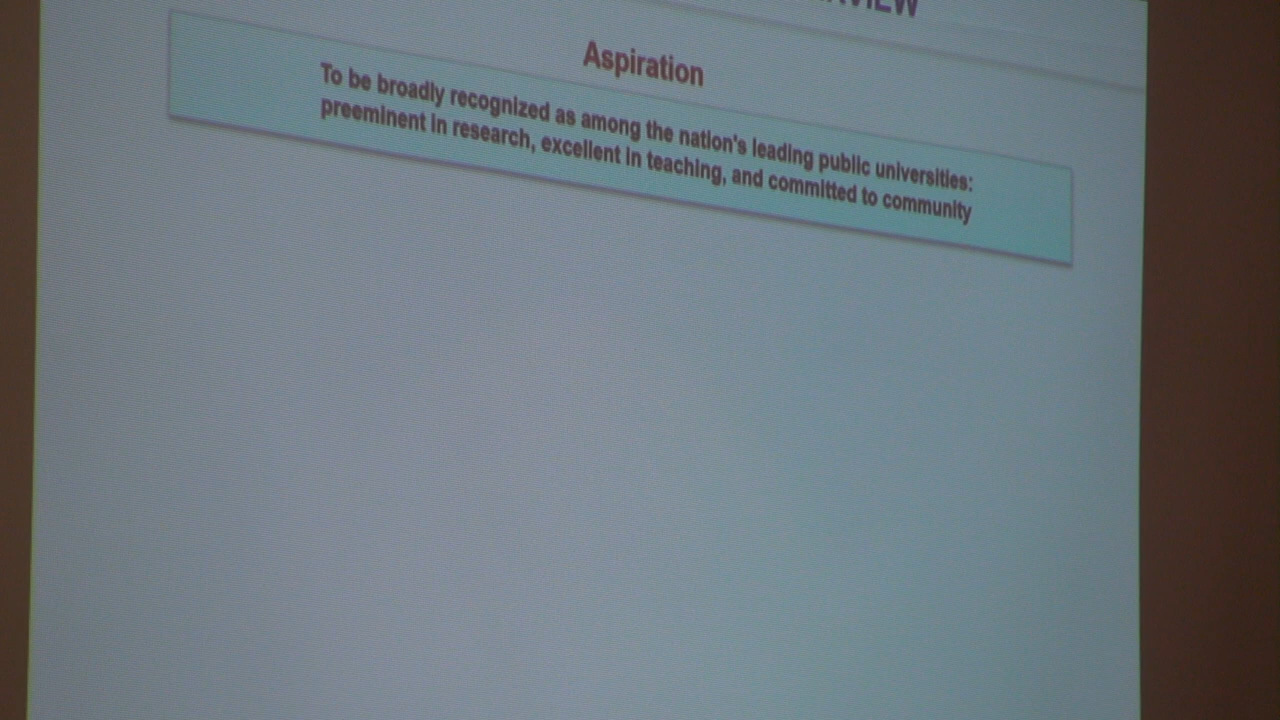 Aspiration
To be broadly recognized as among the nation's leading public universities:
preeminent in research, excellent in teaching, and committed to community